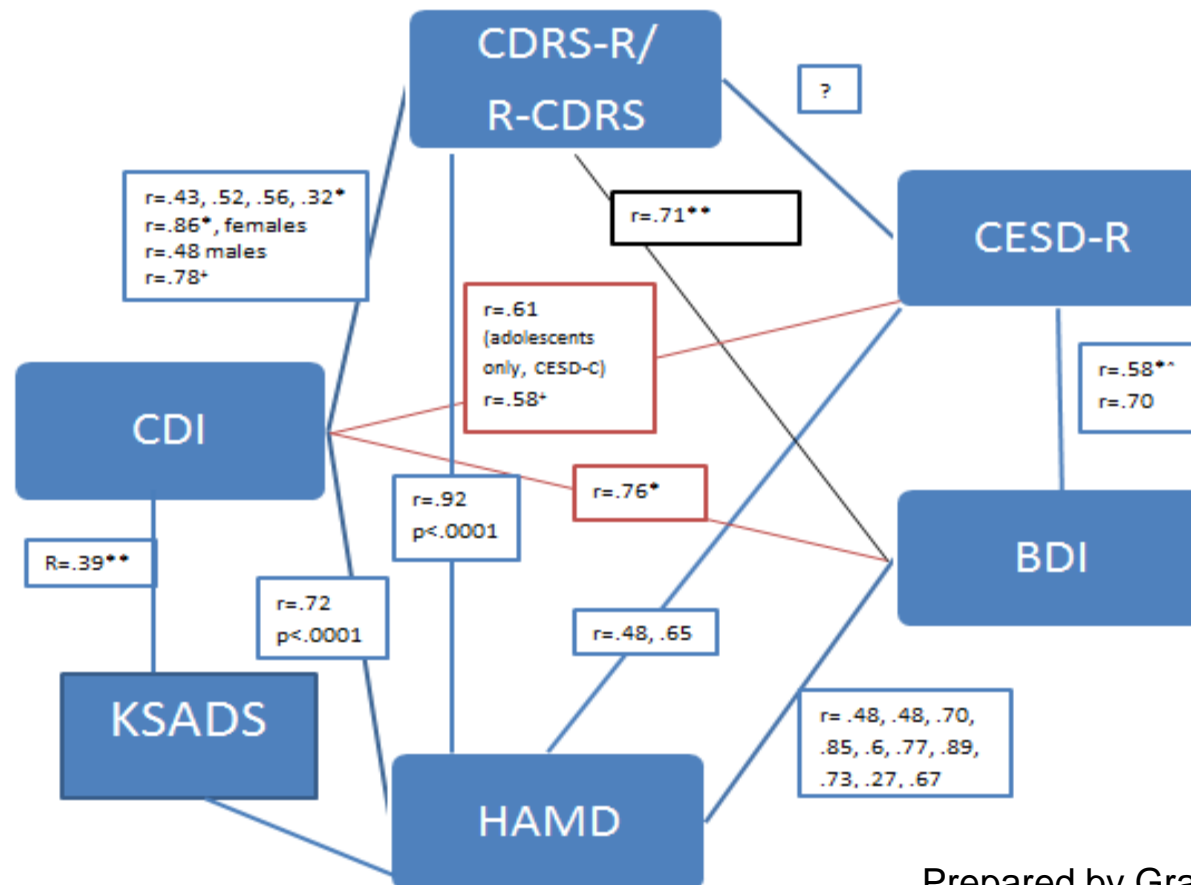 CDRS-R/
R-CDRS
?
r=.43, .52, .56, .32*
r=.86*, females
r=.48 males
r=.78⁺
r=.71**
CESD-R
r=.61
(adolescents
only, CESD-C)
r=.58⁺
r=.58*^
r=.70
CDI
r=.76*
r=.92
p<.0001
BDI
R=.39**
r=.72
p<.0001
r=.48, .65
KSADS
r= .48, .48, .70,
.85, .6, .77, .89,
.73, .27, .67
HAMD
Prepared by Gra